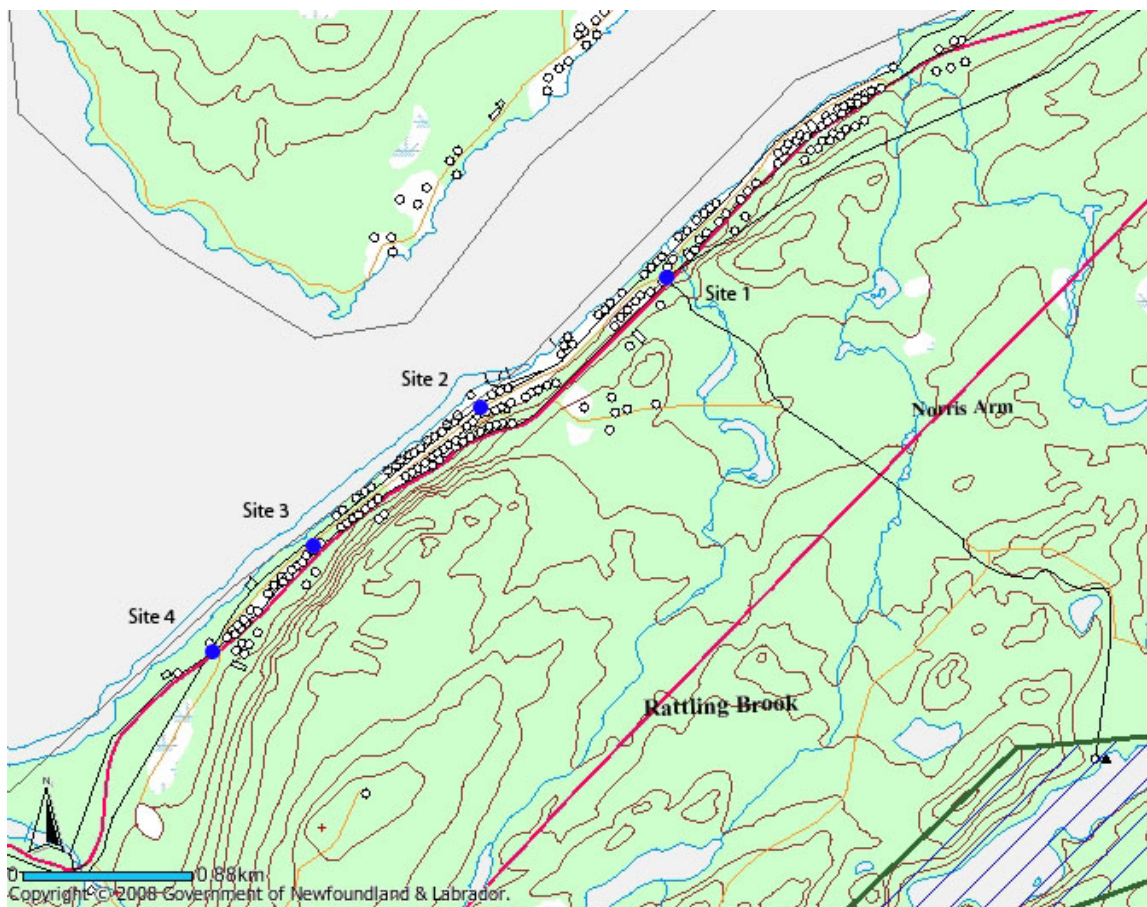 Site 1
Site 2
Norris Arm
Site 3
Site 4
Rattling Brook
N
0 0.88km
Copyright © 2008 Government of Newfoundland & Labrador.